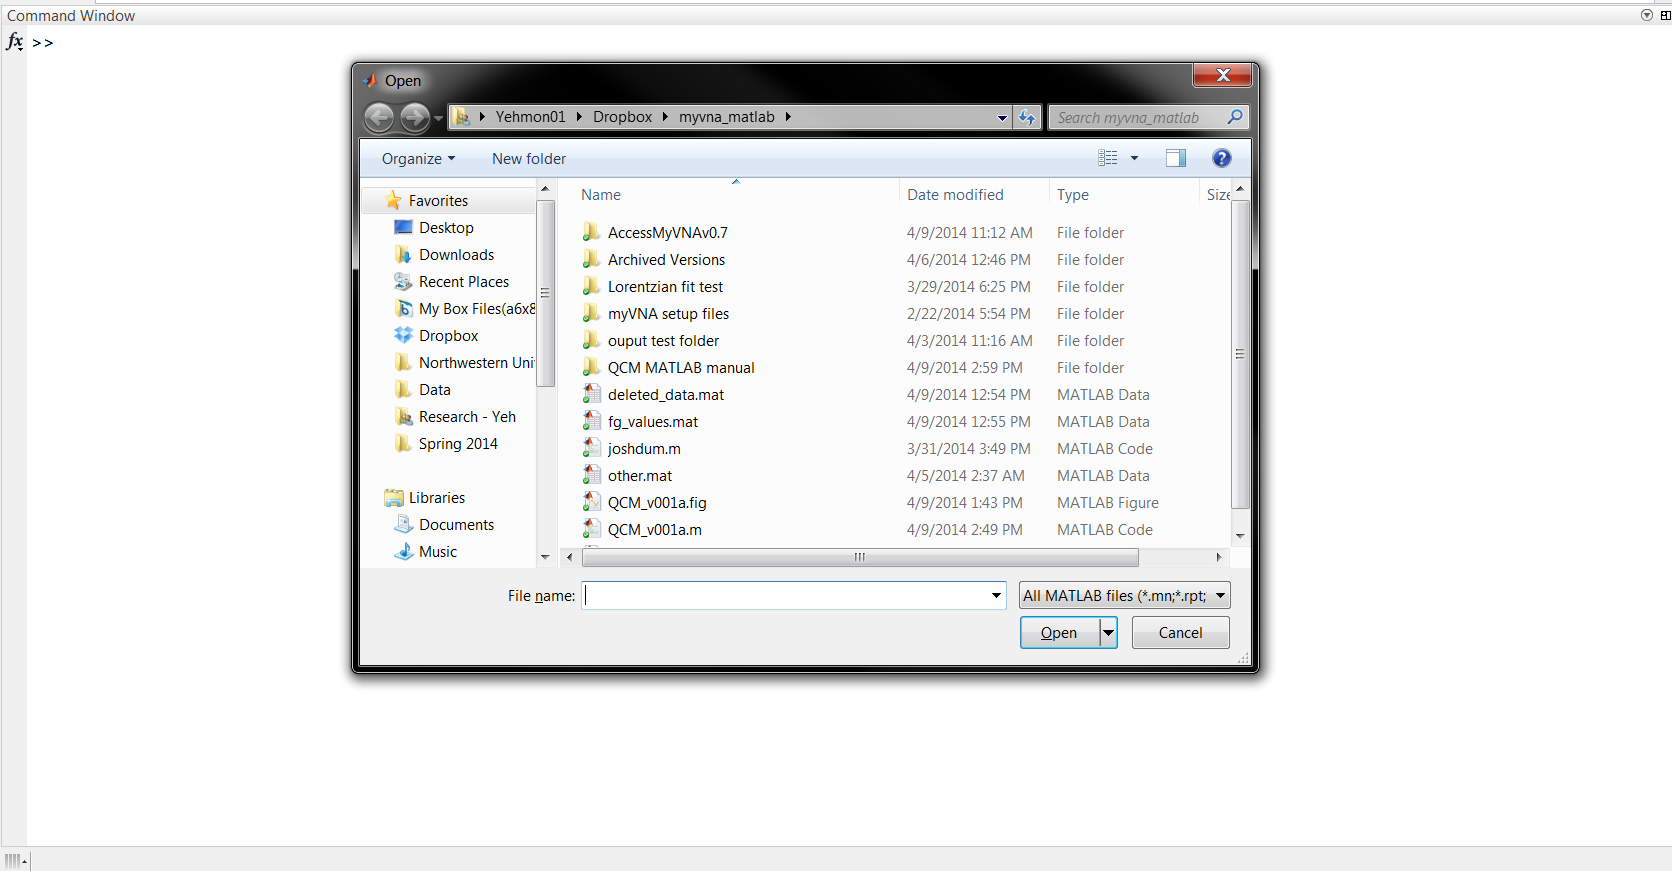 Command Window
fx >>
Open
Yehmon01 Dropbox myvna_matlab
Search myvna_matlab
Organize New folder
Favorites
Desktop
Downloads
Recent Places
My Box Files(a6x8
Dropbox
Northwestern Uni
Data
Research - Yeh
Spring 2014
Libraries
Documents
Music
Name Date modified Type Size
AccessMyVNAv0.7 4/9/2014 11:12 AM File folder
Archived Versions 4/6/2014 12:46 PM File folder
Lorentzian fit test 3/29/2014 6:25 PM File folder
myVNA setup files 2/22/2014 5:54 PM File folder
ouput test folder 4/3/2014 11:16 AM File folder
QCM MATLAB manual 4/9/2014 2:59 PM File folder
deleted_data.mat 4/9/2014 12:54 PM MATLAB Data
fg_values.mat 4/9/2014 12:55 PM MATLAB Data
joshdum.m 3/31/2014 3:49 PM MATLAB Code
other.mat 4/5/2014 2:37 AM MATLAB Data
QCM_v001a.fig 4/9/2014 1:43 PM MATLAB Figure
QCM_v001a.m 4/9/2014 2:49 PM MATLAB Code
File name:
All MATLAB files (*.mn;*.rpt;
Open Cancel